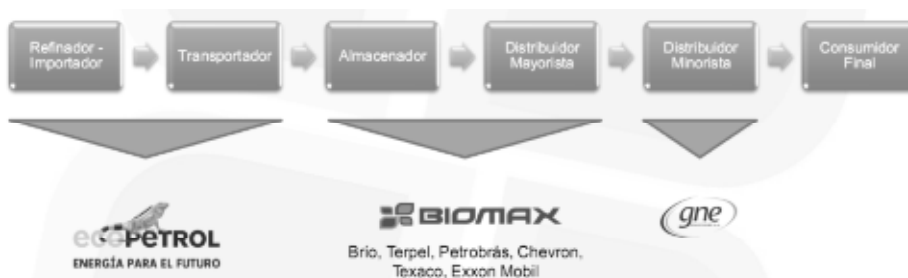 Refinador -
Importador
Transportador
Almacenador
Distribuidor
Mayorista
Distribuidor
Minorista
Consumidor
Final
ecoPETROL
ENERGÍA PARA EL FUTURO
BIOMAX
Brío, Terpel, Petrobrás, Chevron,
Texaco, Exxon Mobil
gne